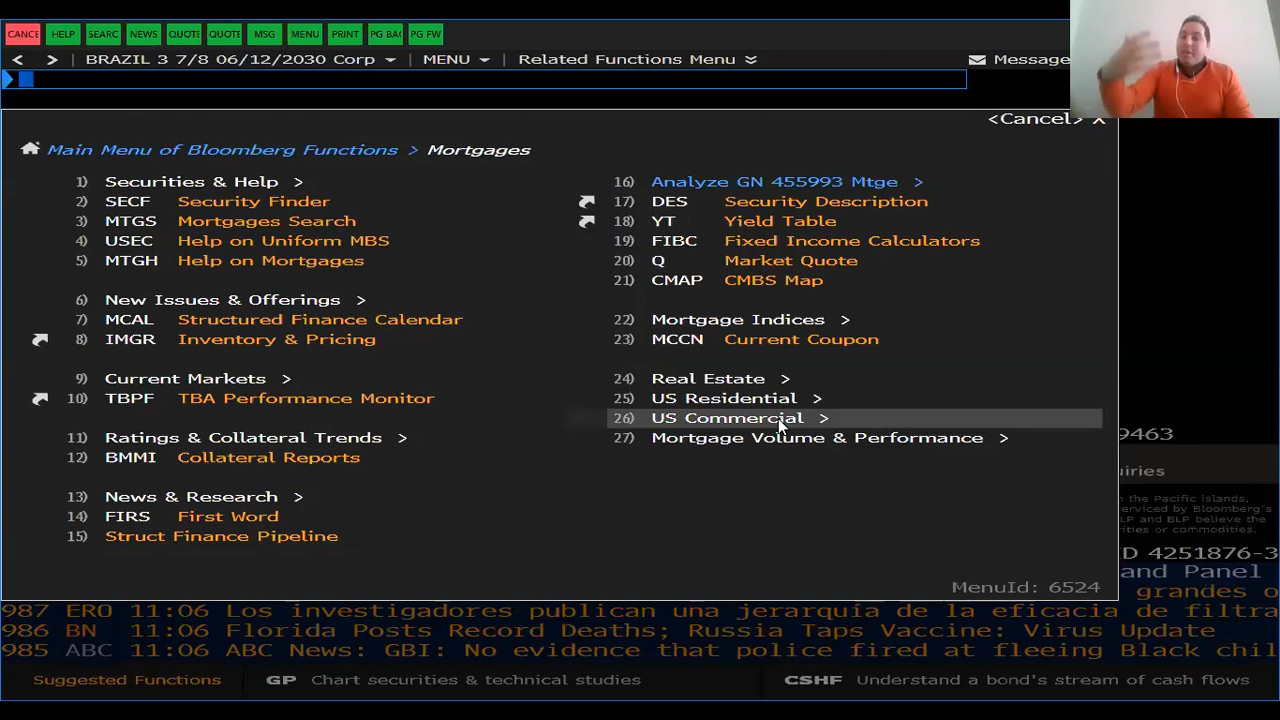 CANCE HELP SEARC NEWS QUOTE QUOTE MSG MENU PRINT PG BAC PG FW
< > BRAZIL 3 7/8 06/12/2030 Corp MENU Related Functions Menu Message
<Cancel> X
Main Menu of Bloomberg Functions > Mortgages
1) Securities & Help >
2) SECF Security Finder
3) MTGS Mortgages Search
4) USEC Help on Uniform MBS
5) MTGH Help on Mortgages
6) New Issues & Offerings >
7) MCAL Structured Finance Calendar
8) IMGR Inventory & Pricing
9) Current Markets >
10) TBPF TBA Performance Monitor
11) Ratings & Collateral Trends >
12) BMMI Collateral Reports
13) News & Research >
14) FIRS First Word
15) Struct Finance Pipeline
16) Analyze GN 455993 Mtge >
17) DES Security Description
18) YT Yield Table
19) FIBC Fixed Income Calculators
20) Q Market Quote
21) CMAP CMBS Map
22) Mortgage Indices >
23) MCCN Current Coupon
24) Real Estate >
25) US Residential >
26) US Commercial >
27) Mortgage Volume & Performance >
MenuId: 6524
9463
uiries
n the Pacific islands,
serviced by Bloomberg's
LP and BLP believe the
rities or commodities.
D 4251876-3
and Panel
grandes o
987 ERO 11:06 Los investigadores publican una jerarquía de la eficacia de filtra
986 BN 11:06 Florida Posts Record Deaths; Russia Taps Vaccine: Virus Update
985 ABC 11:06 ABC News: GBI: No evidence that police fired at fleeing Black chil
Suggested Functions GP Chart securities & technical studies CSHF Understand a bond's stream of cash flows